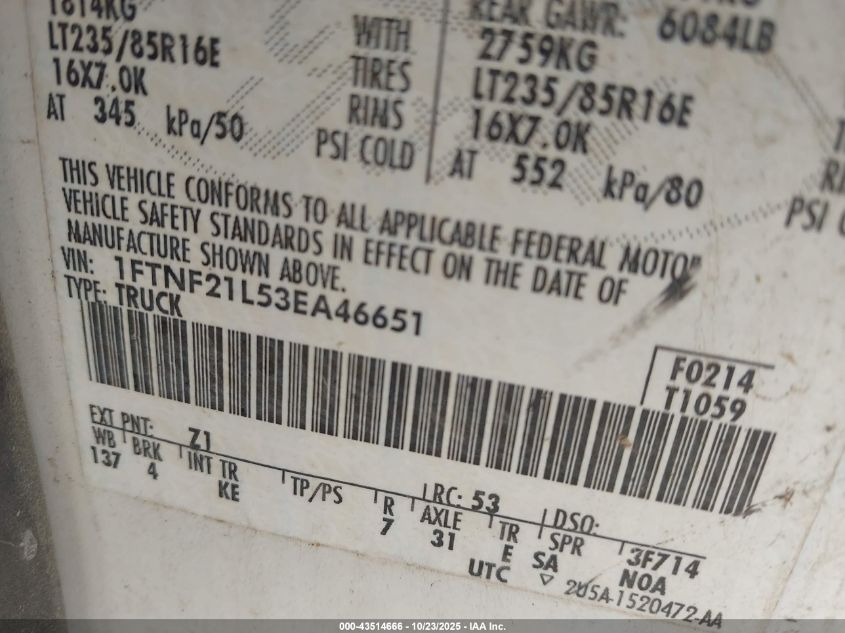 1814KG
LT235/85R16E
16X7.0K
AT 345 kPa/50
WITH
TIRES
RIMS
PSI COLD
REAR GAWR: 6084LB
2759KG
LT235/85R16E
16X7.0K
AT 552 kPa/80
PSI
THIS VEHICLE CONFORMS TO ALL APPLICABLE FEDERAL MOTOR
VEHICLE SAFETY STANDARDS IN EFFECT ON THE DATE OF
MANUFACTURE SHOWN ABOVE.
VIN: 1FTNF21L53EA46651
TYPE: TRUCK
F0214
T1059
EXT PNT: Z1 RC: 53 DSO:
WB BRK INT TR TP/PS R AXLE TR SPR 3F714
137 4 KE 7 31 E SA N0A
UTC ▽ 2U5A-1520472-AA
000-43514666 - 10/23/2025 - IAA Inc.